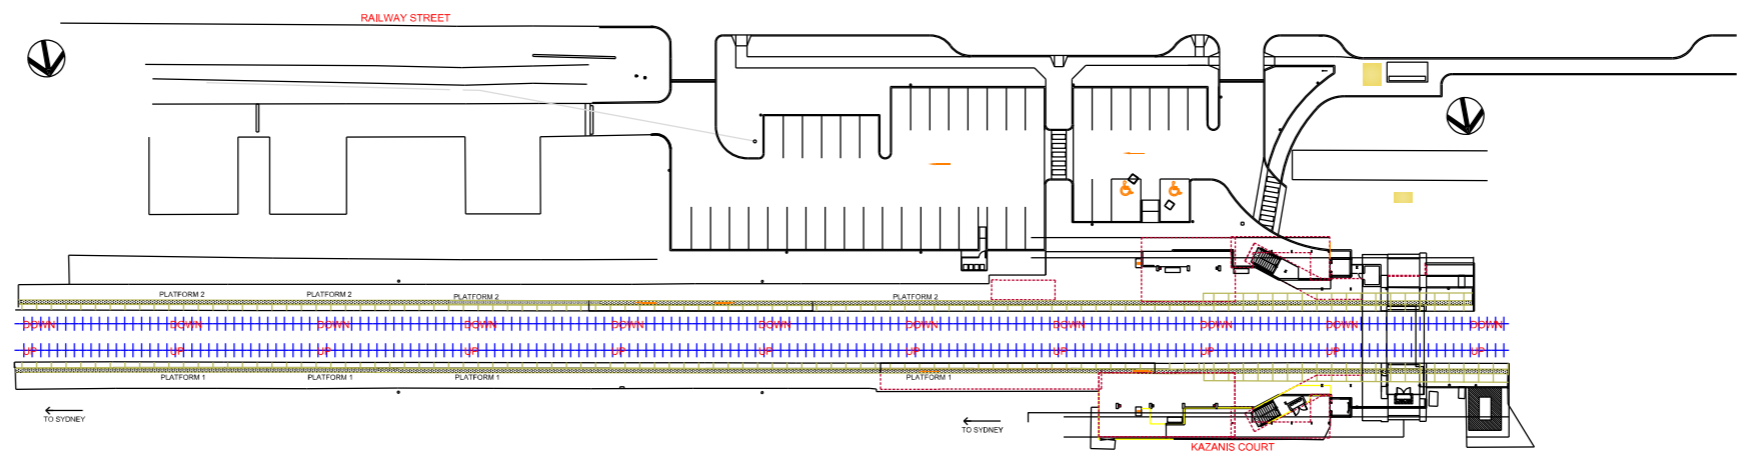 RAILWAY STREET
PLATFORM 2
PLATFORM 2
PLATFORM 2
PLATFORM 2
DOWN DOWN DOWN DOWN DOWN DOWN DOWN DOWN DOWN DOWN DOWN
UP UP UP UP UP UP UP UP UP UP UP
PLATFORM 1
PLATFORM 1
PLATFORM 1
PLATFORM 1
TO SYDNEY
TO SYDNEY
KAZANIS COURT